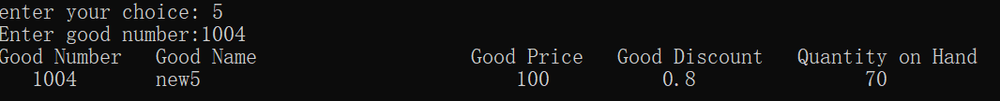 enter your choice: 5
Enter good number:1004
Good Number Good Name Good Price Good Discount Quantity on Hand
1004 new5 100 0.8 70